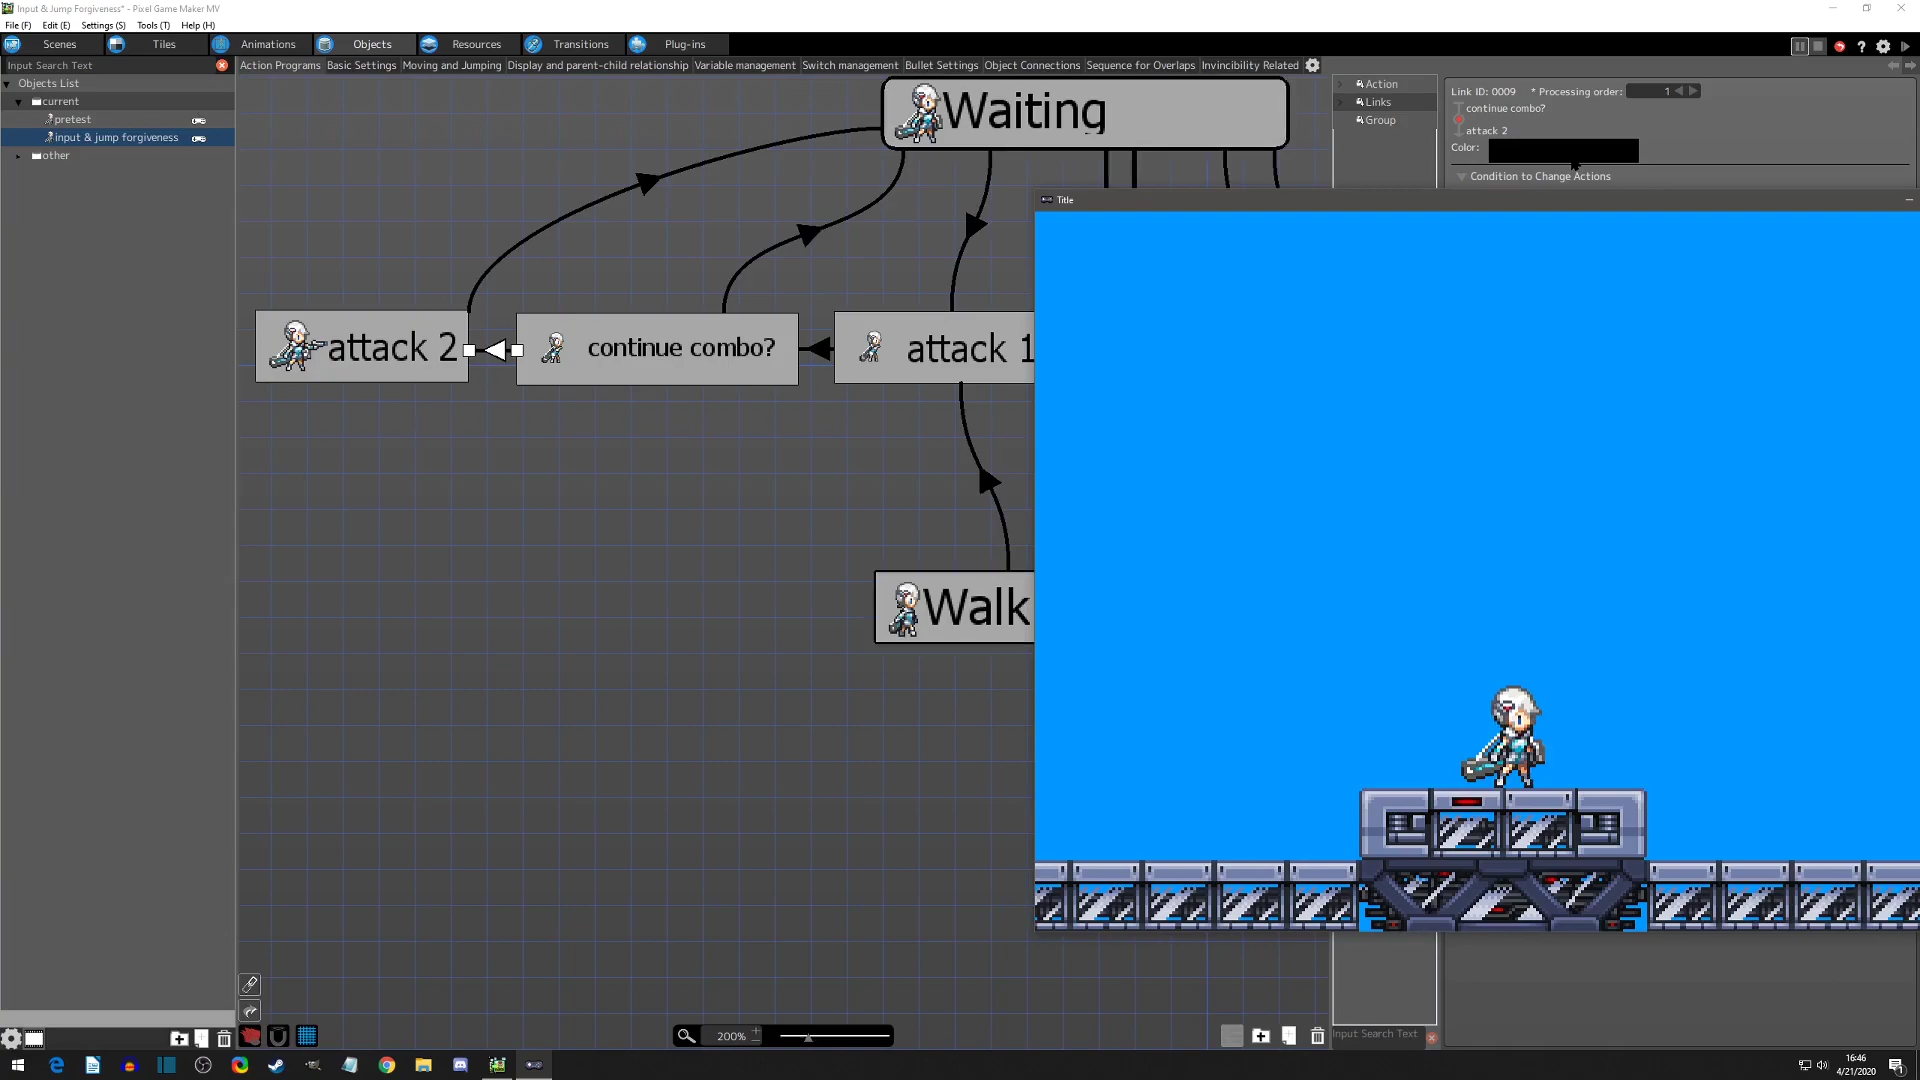 Input & Jump Forgiveness* - Pixel Game Maker MV
File (F) Edit (E) Settings (S) Tools (T) Help (H)
Scenes Tiles Animations Objects Resources Transitions Plug-ins
Input Search Text
Action Programs Basic Settings Moving and Jumping Display and parent-child relationship Variable management Switch management Bullet Settings Object Connections Sequence for Overlaps Invincibility Related
Objects List
current
pretest
input & jump forgiveness
other
Waiting
attack 2
continue combo?
attack 1
Walk
Action
Links
Group
Link ID: 0009 * Processing order: 1
continue combo?
attack 2
Color:
Condition to Change Actions
Title
200%
Input Search Text
16:46
4/21/2020